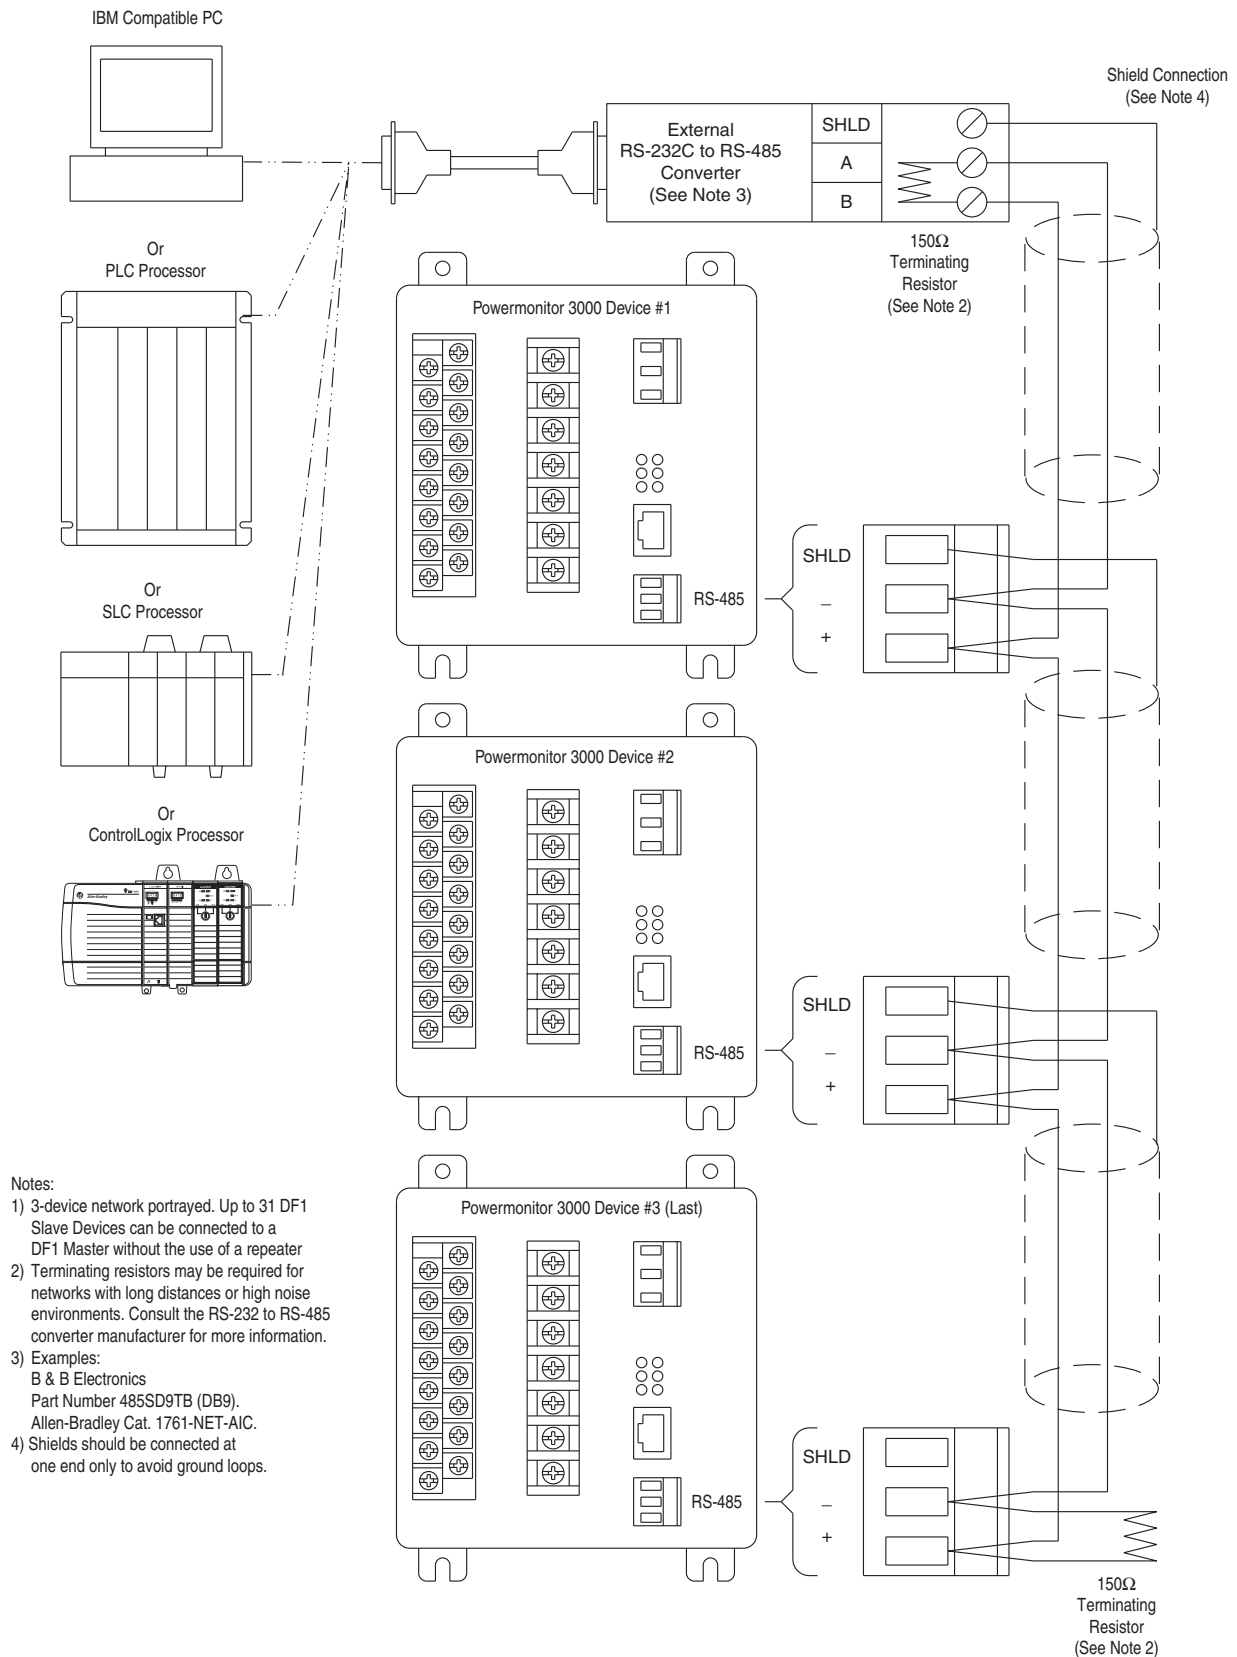 IBM Compatible PC
Shield Connection
(See Note 4)
External
RS-232C to RS-485
Converter
(See Note 3)
SHLD
A
B
150Ω
Terminating
Resistor
(See Note 2)
Or
PLC Processor
Powermonitor 3000 Device #1
RS-485
SHLD
–
+
Or
SLC Processor
Powermonitor 3000 Device #2
RS-485
SHLD
–
+
Or
ControlLogix Processor
Allen-Bradley
Notes:
1) 3-device network portrayed. Up to 31 DF1
Slave Devices can be connected to a
DF1 Master without the use of a repeater
2) Terminating resistors may be required for
networks with long distances or high noise
environments. Consult the RS-232 to RS-485
converter manufacturer for more information.
3) Examples:
B & B Electronics
Part Number 485SD9TB (DB9).
Allen-Bradley Cat. 1761-NET-AIC.
4) Shields should be connected at
one end only to avoid ground loops.
Powermonitor 3000 Device #3 (Last)
RS-485
SHLD
–
+
150Ω
Terminating
Resistor
(See Note 2)